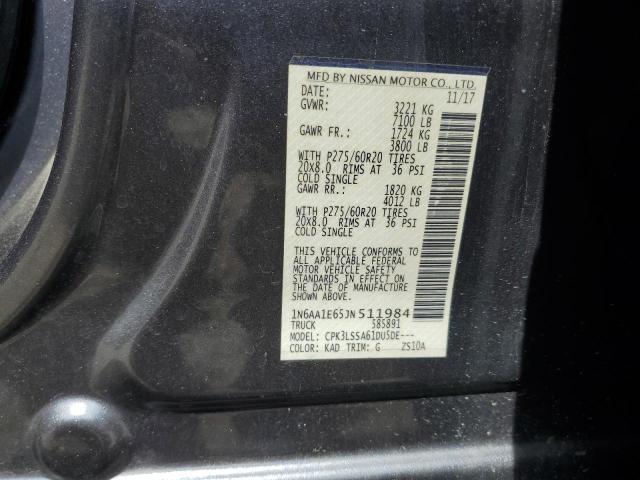 MFD BY NISSAN MOTOR CO., LTD.
DATE: 11/17
GVWR: 3221 KG
7100 LB
GAWR FR.: 1724 KG
3800 LB
WITH P275/60R20 TIRES
20X8.0 RIMS AT 36 PSI
COLD SINGLE
GAWR RR.: 1820 KG
4012 LB
WITH P275/60R20 TIRES
20X8.0 RIMS AT 36 PSI
COLD SINGLE
THIS VEHICLE CONFORMS TO
ALL APPLICABLE FEDERAL
MOTOR VEHICLE SAFETY
STANDARDS IN EFFECT ON
THE DATE OF MANUFACTURE
SHOWN ABOVE.
1N6AA1E65JN511984
TRUCK 585891
MODEL: CPK3LSSA61DU5DE---
COLOR: KAD TRIM: G ZS10A